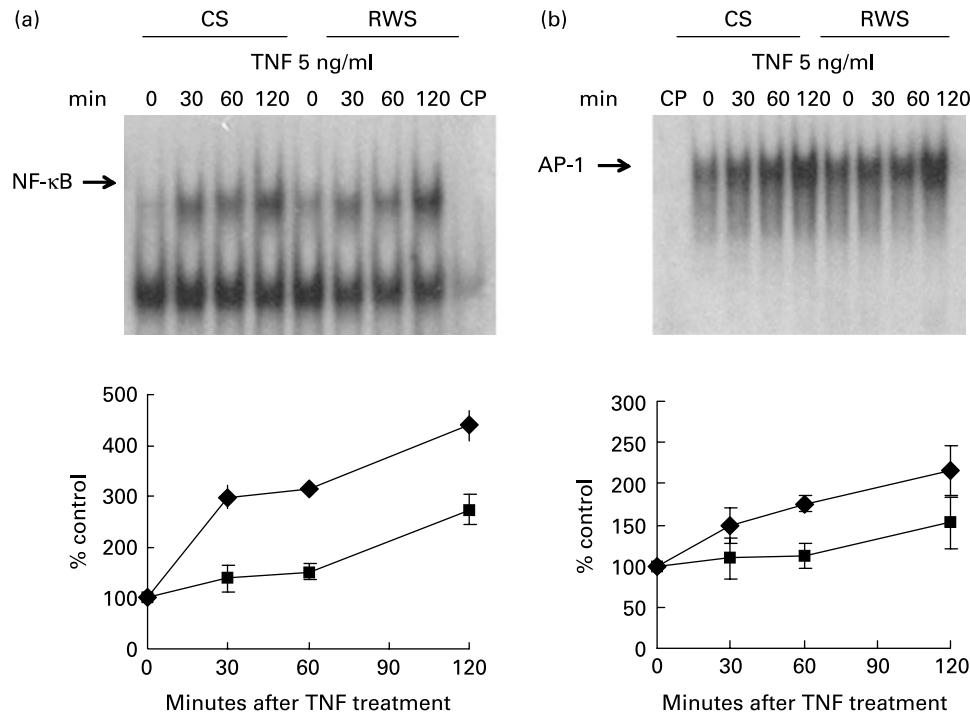 (a)
CS RWS
TNF 5 ng/ml
min 0 30 60 120 0 30 60 120 CP
NF-κB
500
400
300
200
100
0
% control
0 30 60 90 120
Minutes after TNF treatment
(b)
CS RWS
TNF 5 ng/ml
min CP 0 30 60 120 0 30 60 120
AP-1
300
250
200
150
100
50
0
% control
0 30 60 90 120
Minutes after TNF treatment